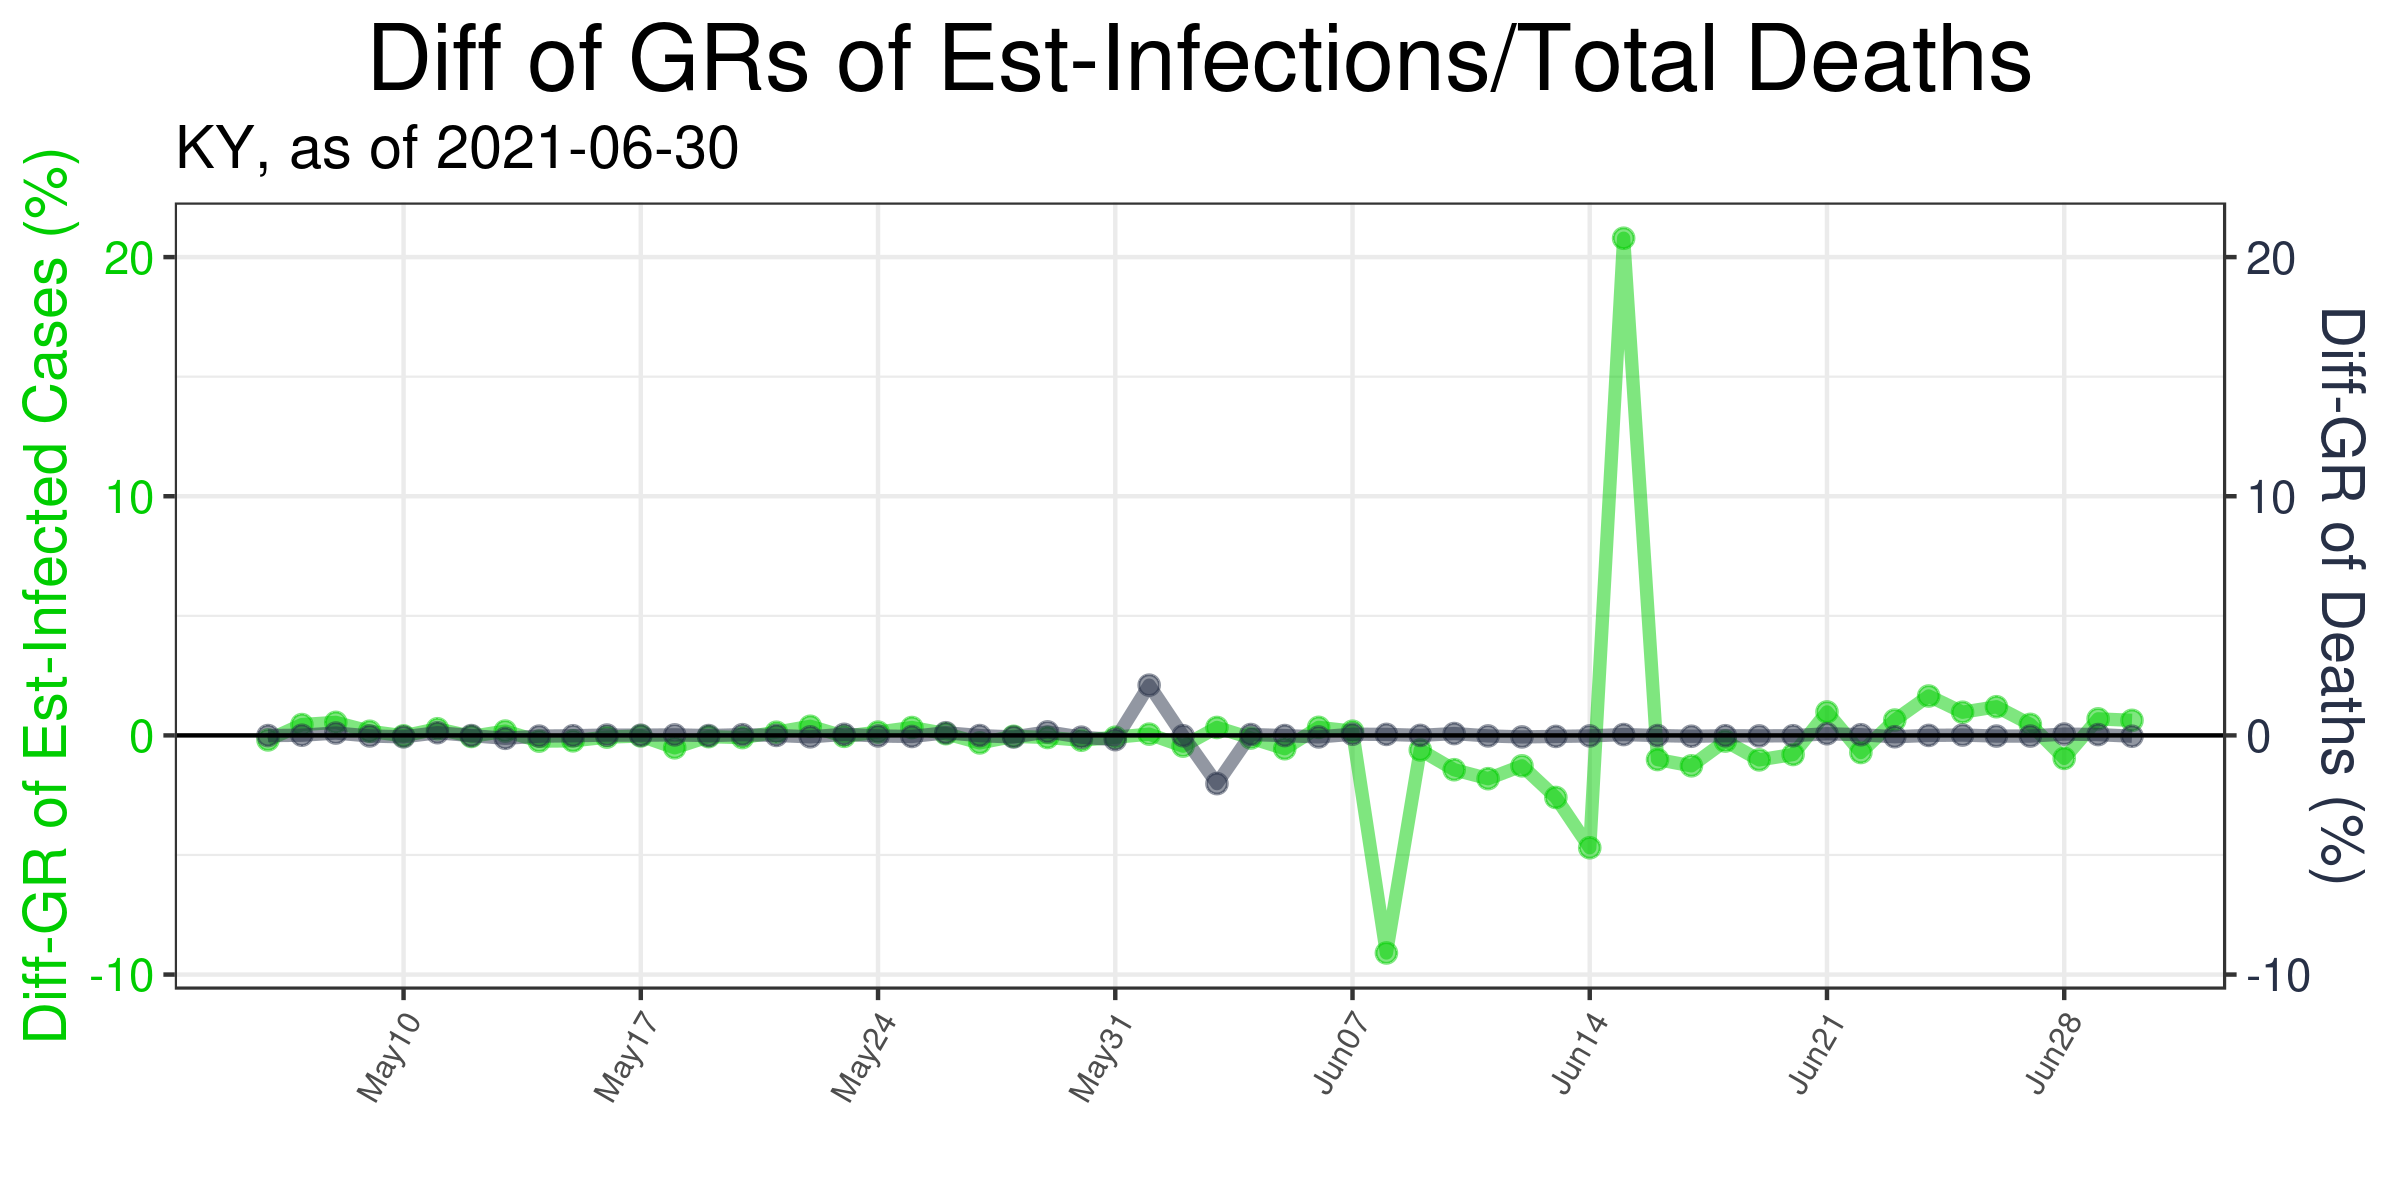 Diff of GRs of Est-Infections/Total Deaths
KY, as of 2021-06-30
Diff-GR of Est-Infected Cases (%)
20
10
0
-10
20
10
0
-10
Diff-GR of Deaths (%)
May10
May17
May24
May31
Jun07
Jun14
Jun21
Jun28